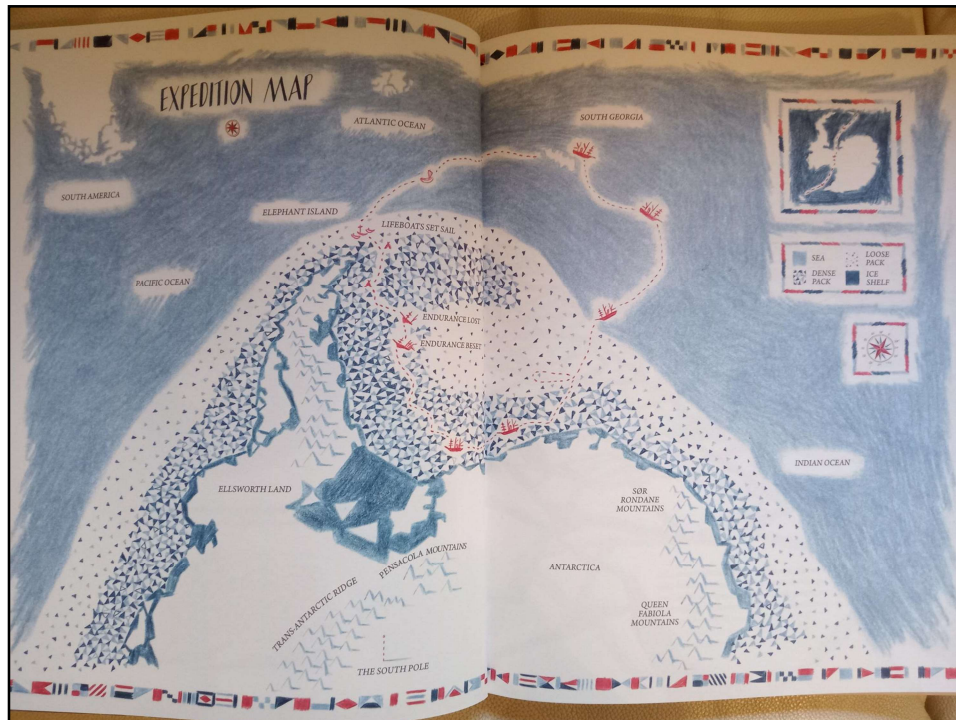 EXPEDITION MAP
ATLANTIC OCEAN
SOUTH GEORGIA
SOUTH AMERICA
ELEPHANT ISLAND
LIFEBOATS SET SAIL
PACIFIC OCEAN
SEA
LOOSE
PACK
DENSE
PACK
ICE
SHELF
ENDURANCE LOST
ENDURANCE BESET
INDIAN OCEAN
ELLSWORTH LAND
SØR
RONDANE
MOUNTAINS
PENSACOLA MOUNTAINS
ANTARCTICA
TRANS-ANTARCTIC RIDGE
QUEEN
FABIOLA
MOUNTAINS
THE SOUTH POLE